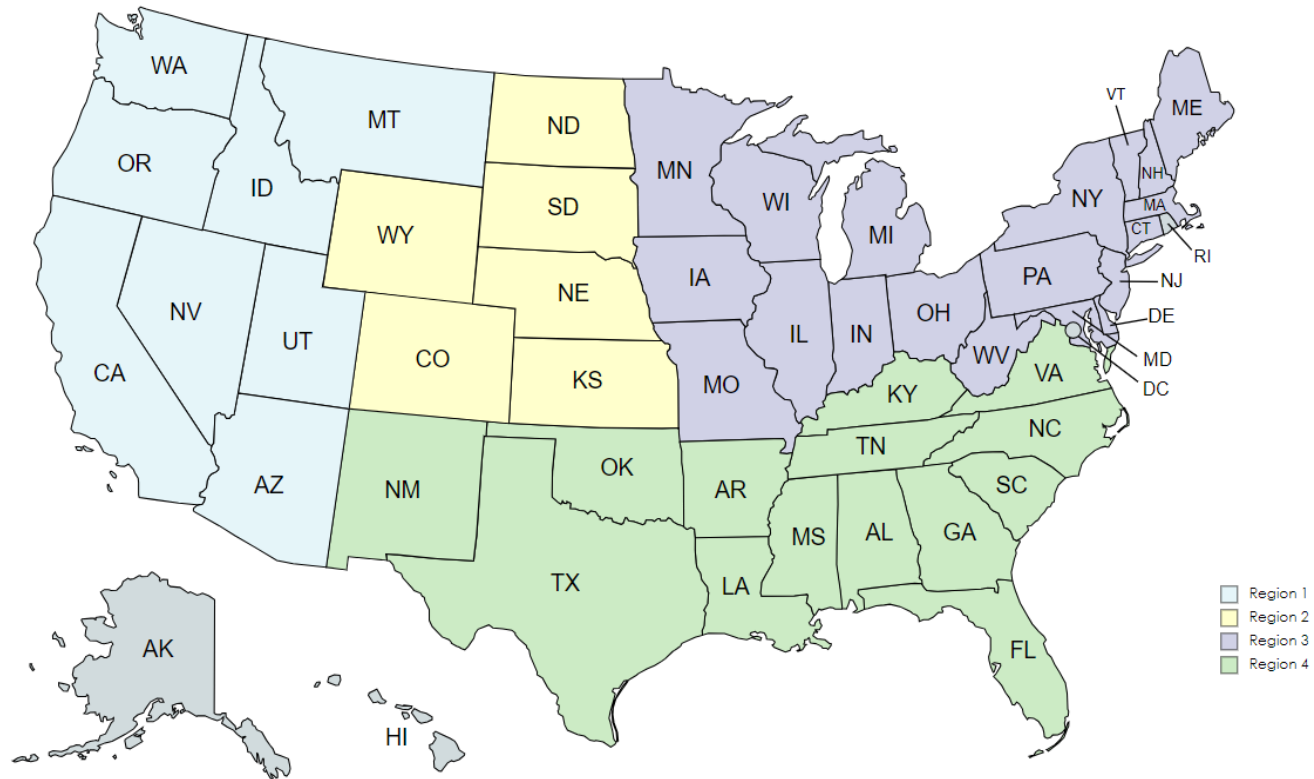 WA
MT
ND
MN
VT
ME
OR
ID
SD
WI
MI
NY
NH
MA
CT
RI
WY
IA
PA
NJ
NE
NV
UT
CO
IL
IN
OH
DE
CA
KS
MO
WV
MD
VA
DC
KY
NC
TN
AZ
NM
OK
AR
SC
MS
AL
GA
TX
LA
Region 1
Region 2
Region 3
Region 4
AK
FL
HI